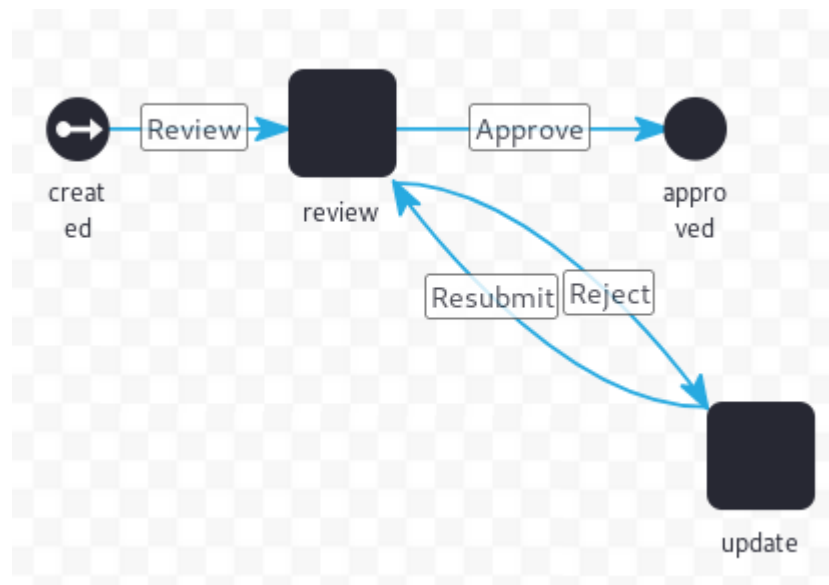 Review
Approve
creat
ed
review
appro
ved
Resubmit
Reject
update